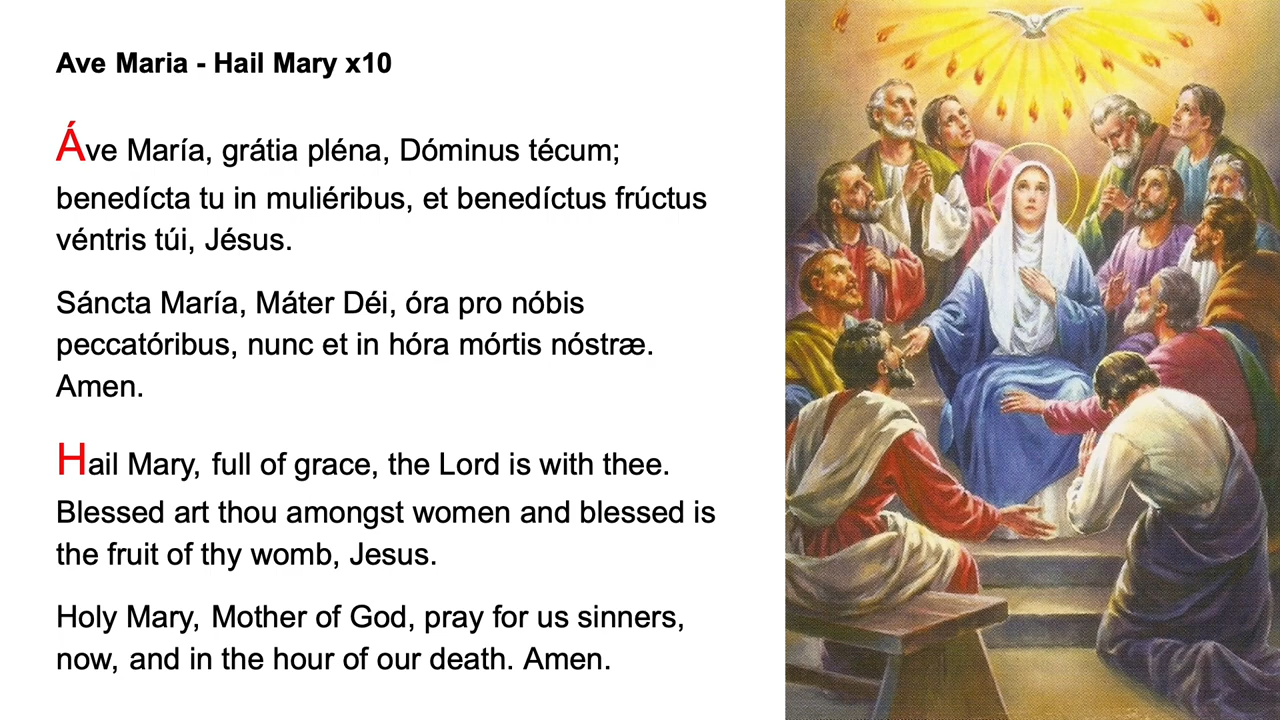 Ave Maria - Hail Mary x10
Áve María, grátia pléna, Dóminus técum;
benedícta tu in muliéribus, et benedíctus frúctus
véntris túi, Jésus.
Sáncta María, Máter Déi, óra pro nóbis
peccatóribus, nunc et in hóra mórtis nóstræ.
Amen.
Hail Mary, full of grace, the Lord is with thee.
Blessed art thou amongst women and blessed is
the fruit of thy womb, Jesus.
Holy Mary, Mother of God, pray for us sinners,
now, and in the hour of our death. Amen.